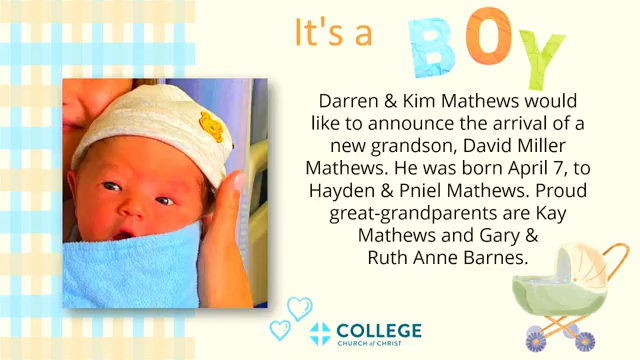 It's a BOY
Darren & Kim Mathews would
like to announce the arrival of a
new grandson, David Miller
Mathews. He was born April 7, to
Hayden & Pniel Mathews. Proud
great-grandparents are Kay
Mathews and Gary &
Ruth Anne Barnes.
COLLEGE
CHURCH of CHRIST